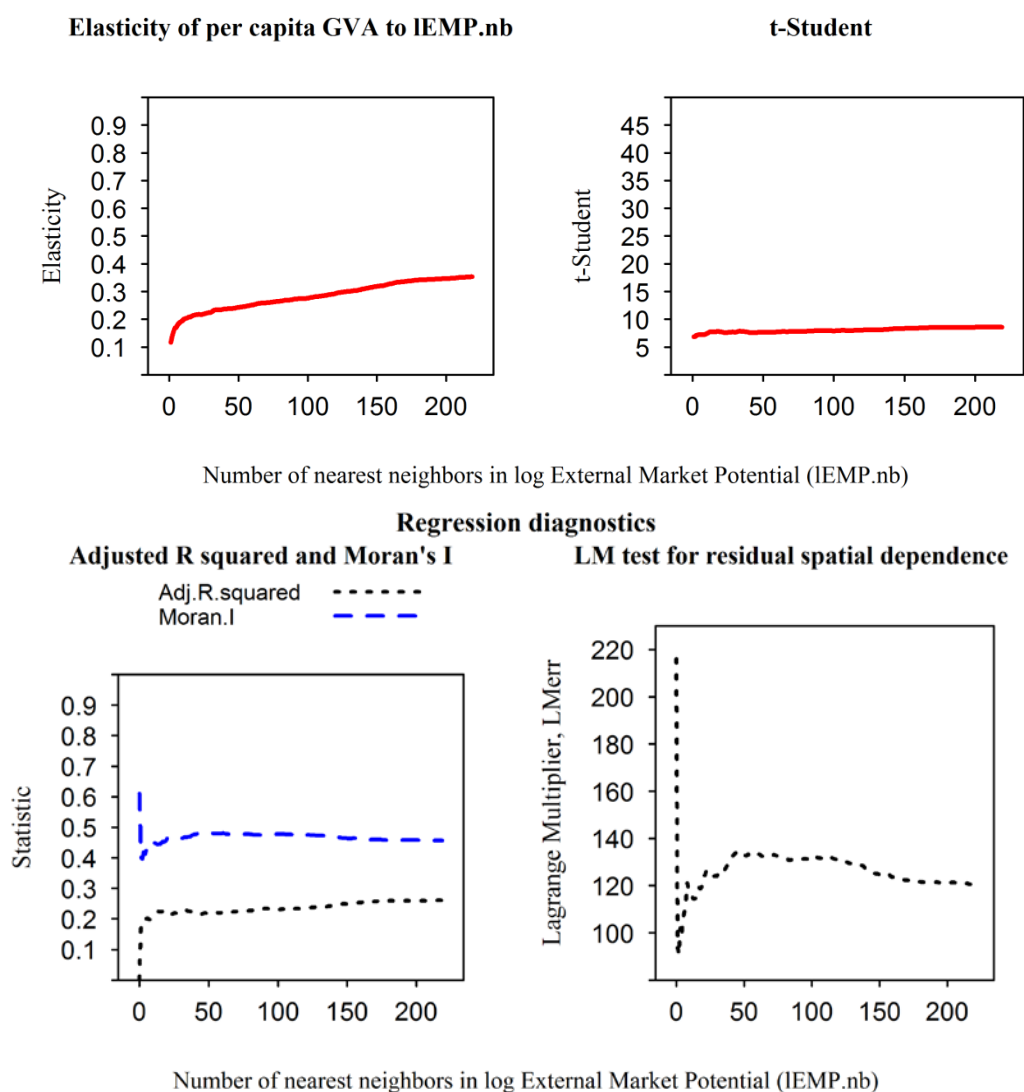 Elasticity of per capita GVA to lEMP.nb
t-Student
Elasticity
0.9
0.8
0.7
0.6
0.5
0.4
0.3
0.2
0.1
0 50 100 150 200
t-Student
45
40
35
30
25
20
15
10
5
0 50 100 150 200
Number of nearest neighbors in log External Market Potential (lEMP.nb)
Regression diagnostics
Adjusted R squared and Moran's I
Adj.R.squared
Moran.I
Statistic
0.9
0.8
0.7
0.6
0.5
0.4
0.3
0.2
0.1
0 50 100 150 200
LM test for residual spatial dependence
Lagrange Multiplier, LMerr
220
200
180
160
140
120
100
0 50 100 150 200
Number of nearest neighbors in log External Market Potential (lEMP.nb)